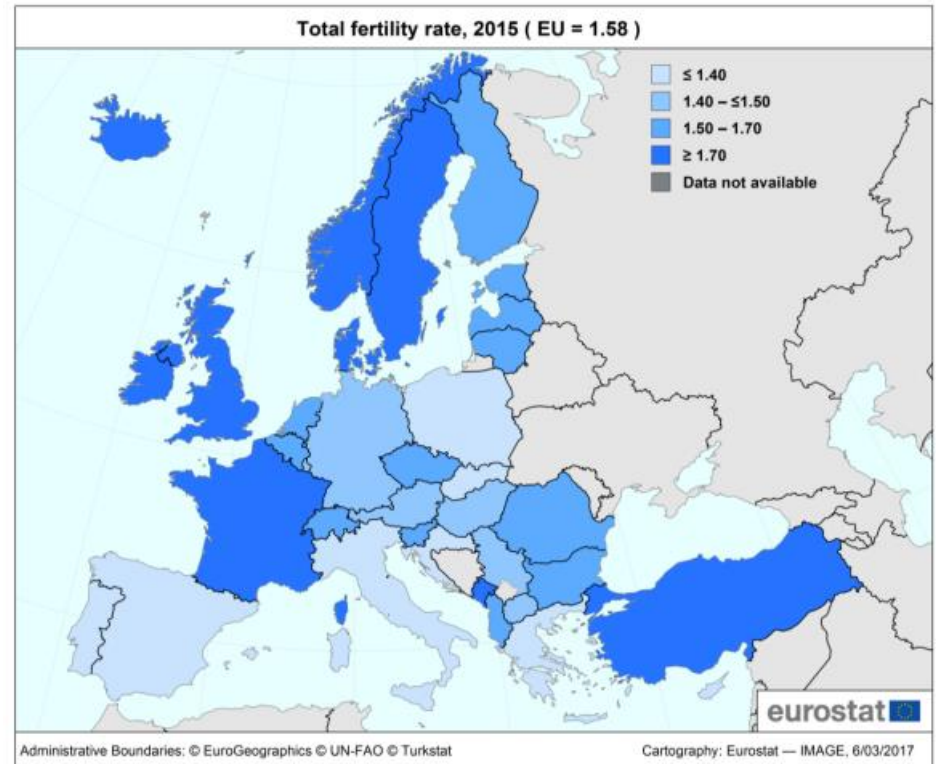 Total fertility rate, 2015 ( EU = 1.58 )
≤ 1.40
1.40 – ≤1.50
1.50 – 1.70
≥ 1.70
Data not available
eurostat
Administrative Boundaries: © EuroGeographics © UN-FAO © Turkstat
Cartography: Eurostat — IMAGE, 6/03/2017